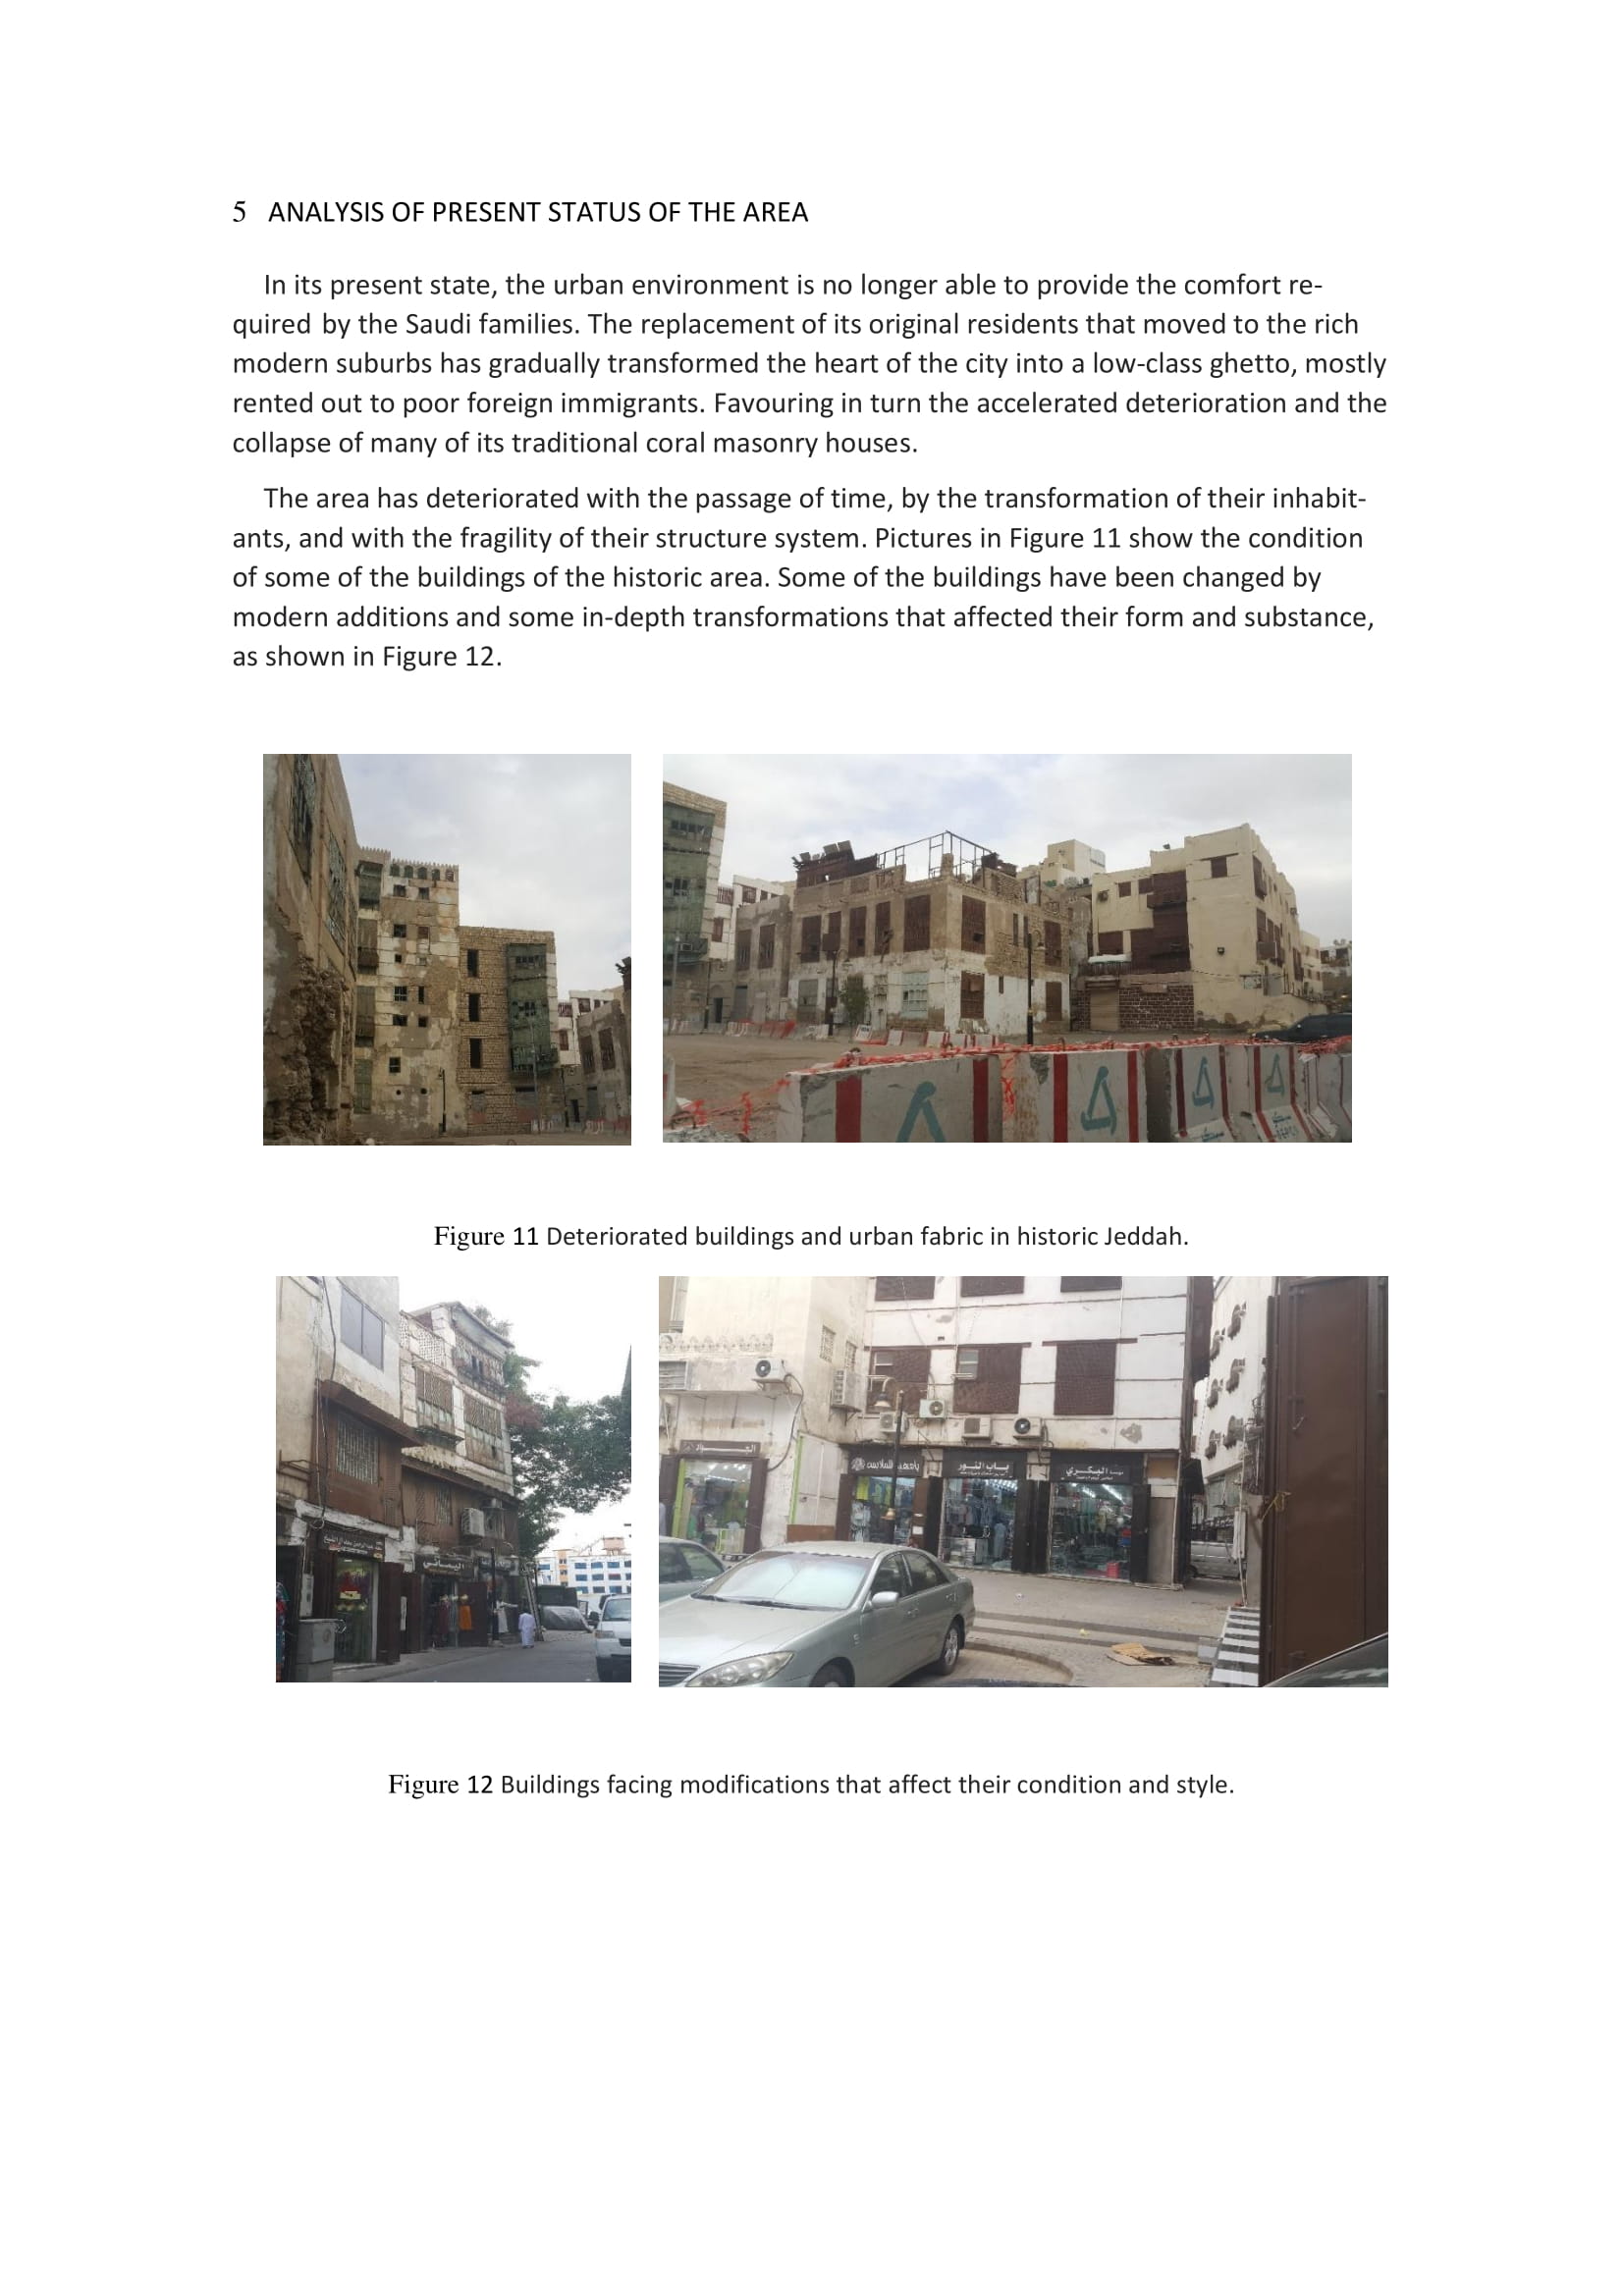 5 ANALYSIS OF PRESENT STATUS OF THE AREA
In its present state, the urban environment is no longer able to provide the comfort re-
quired by the Saudi families. The replacement of its original residents that moved to the rich
modern suburbs has gradually transformed the heart of the city into a low-class ghetto, mostly
rented out to poor foreign immigrants. Favouring in turn the accelerated deterioration and the
collapse of many of its traditional coral masonry houses.
The area has deteriorated with the passage of time, by the transformation of their inhabit-
ants, and with the fragility of their structure system. Pictures in Figure 11 show the condition
of some of the buildings of the historic area. Some of the buildings have been changed by
modern additions and some in-depth transformations that affected their form and substance,
as shown in Figure 12.
Figure 11 Deteriorated buildings and urban fabric in historic Jeddah.
باب النور
البكري
Figure 12 Buildings facing modifications that affect their condition and style.